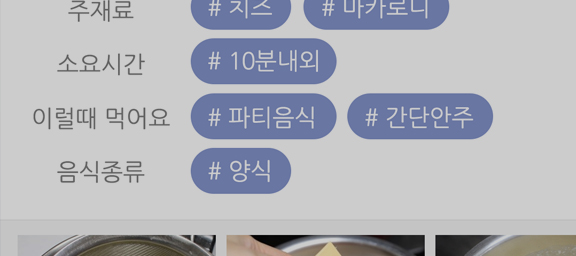 주재료 # 치즈 # 마카로니
소요시간 # 10분내외
이럴때 먹어요 # 파티음식 # 간단안주
음식종류 # 양식